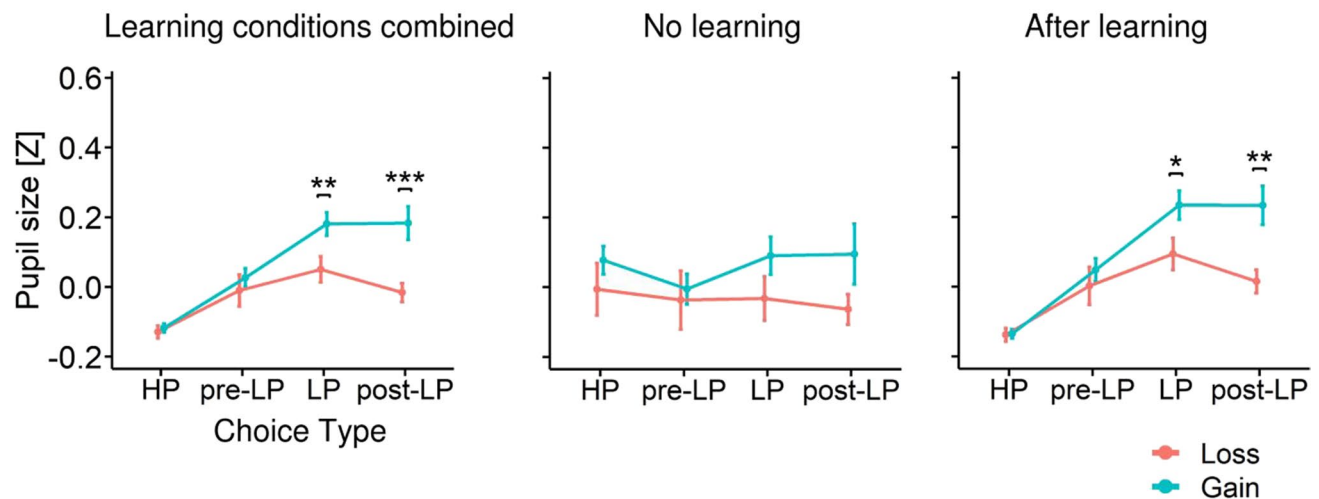 Learning conditions combined
No learning
After learning
Pupil size [Z]
0.6
0.4
0.2
0.0
-0.2
** ***
* **
HP pre-LP LP post-LP
HP pre-LP LP post-LP
HP pre-LP LP post-LP
Choice Type
Loss
Gain